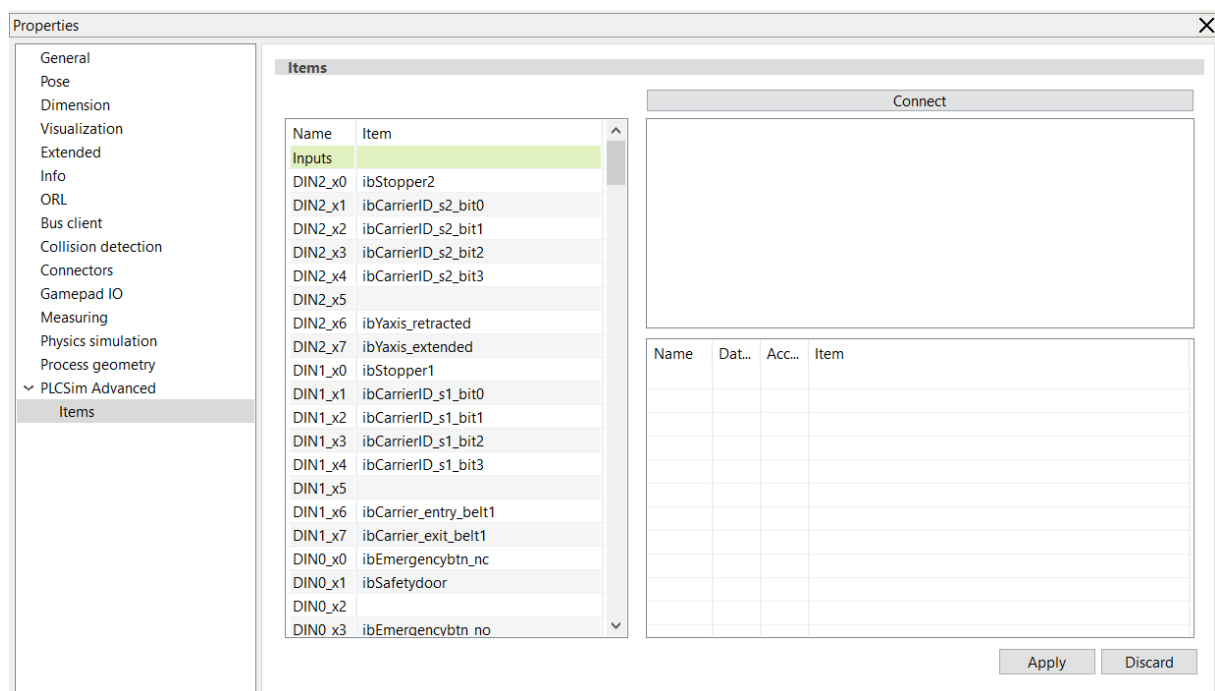 Properties
General
Pose
Dimension
Visualization
Extended
Info
ORL
Bus client
Collision detection
Connectors
Gamepad IO
Measuring
Physics simulation
Process geometry
PLCSim Advanced
Items
Items
Name Item
Inputs
DIN2_x0 ibStopper2
DIN2_x1 ibCarrierID_s2_bit0
DIN2_x2 ibCarrierID_s2_bit1
DIN2_x3 ibCarrierID_s2_bit2
DIN2_x4 ibCarrierID_s2_bit3
DIN2_x5
DIN2_x6 ibYaxis_retracted
DIN2_x7 ibYaxis_extended
DIN1_x0 ibStopper1
DIN1_x1 ibCarrierID_s1_bit0
DIN1_x2 ibCarrierID_s1_bit1
DIN1_x3 ibCarrierID_s1_bit2
DIN1_x4 ibCarrierID_s1_bit3
DIN1_x5
DIN1_x6 ibCarrier_entry_belt1
DIN1_x7 ibCarrier_exit_belt1
DIN0_x0 ibEmergencybtn_nc
DIN0_x1 ibSafetydoor
DIN0_x2
DIN0_x3 ibEmergencybtn_no
Connect
Name Dat... Acc... Item
Apply Discard